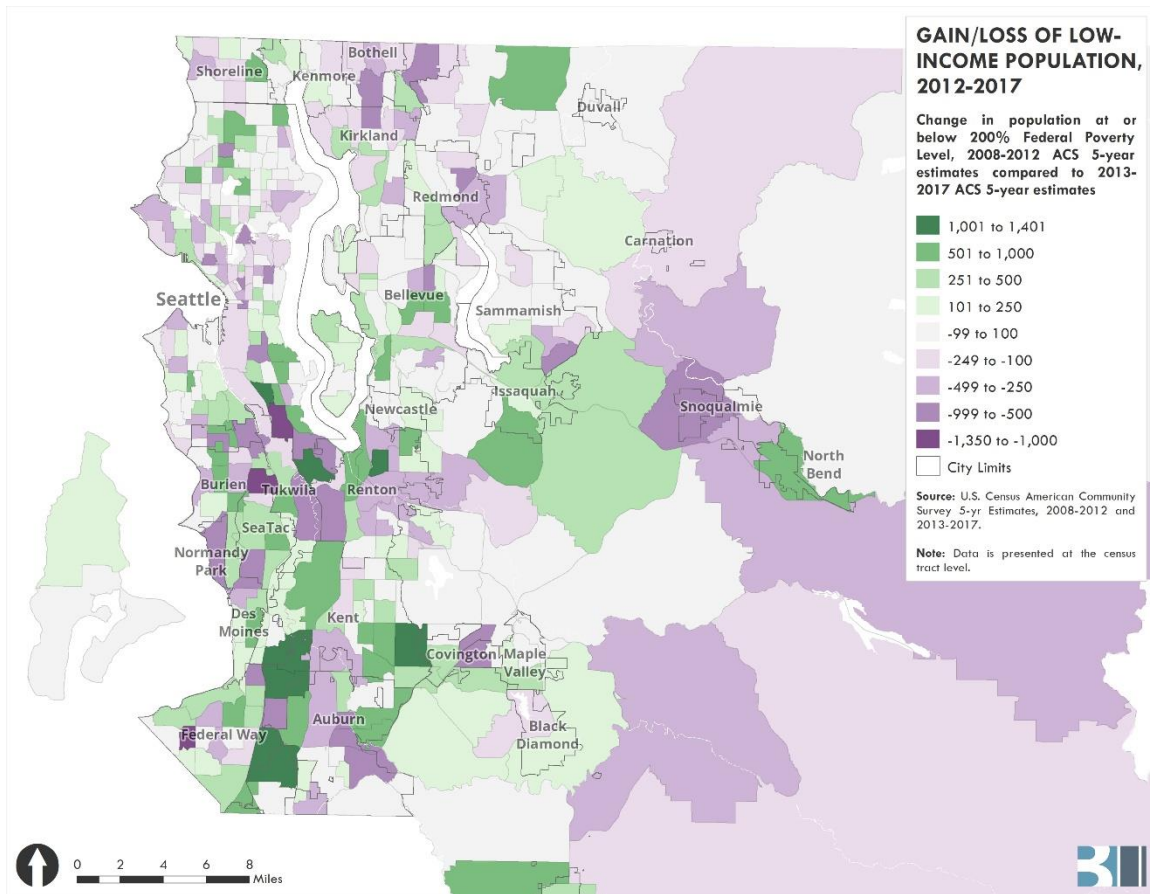 GAIN/LOSS OF LOW-
INCOME POPULATION,
2012-2017
Change in population at or
below 200% Federal Poverty
Level, 2008-2012 ACS 5-year
estimates compared to 2013-
2017 ACS 5-year estimates
1,001 to 1,401
501 to 1,000
251 to 500
101 to 250
-99 to 100
-249 to -100
-499 to -250
-999 to -500
-1,350 to -1,000
City Limits
Source: U.S. Census American Community
Survey 5-yr Estimates, 2008-2012 and
2013-2017.
Note: Data is presented at the census
tract level.
Bothell
Shoreline
Kenmore
Duvall
Kirkland
Redmond
Carnation
Bellevue
Seattle
Sammamish
Issaquah
Newcastle
Snoqualmie
North
Bend
Burien
Tukwila
Renton
SeaTac
Normandy
Park
Des
Moines
Kent
Covington
Maple
Valley
Auburn
Black
Diamond
Federal Way
0 2 4 6 8
Miles